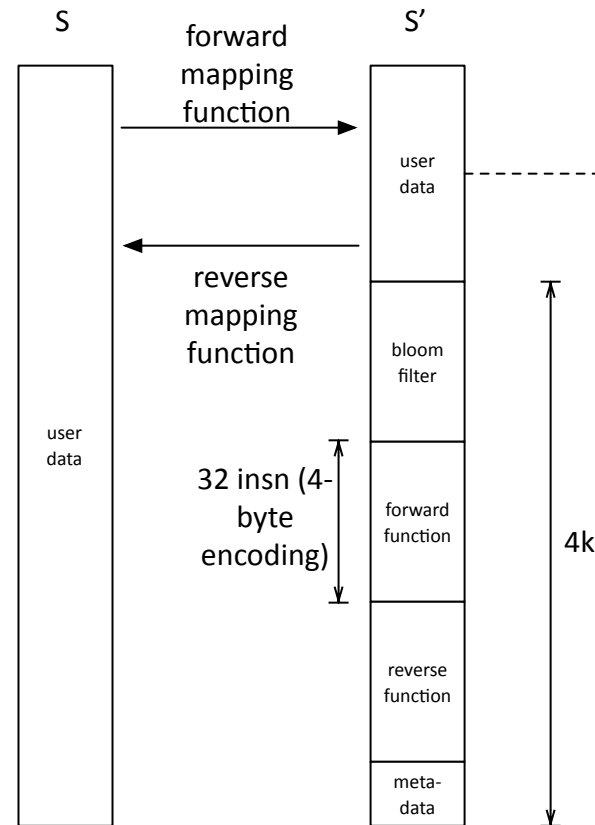 S
S’
forward
mapping
function
user
data
reverse
mapping
function
bloom
filter
user
data
32 insn (4-
byte
encoding)
forward
function
4k
reverse
function
meta-
data